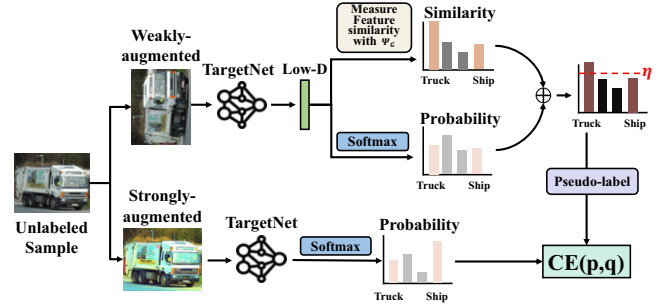 Weakly-
augmented
TargetNet
Low-D
Measure
Feature
similarity
with Ψ_G
Similarity
Truck Ship
Softmax
Probability
Truck Ship
η
Truck Ship
Pseudo-label
Unlabeled
Sample
Strongly-
augmented
TargetNet
Softmax
Probability
Truck Ship
CE(p,q)